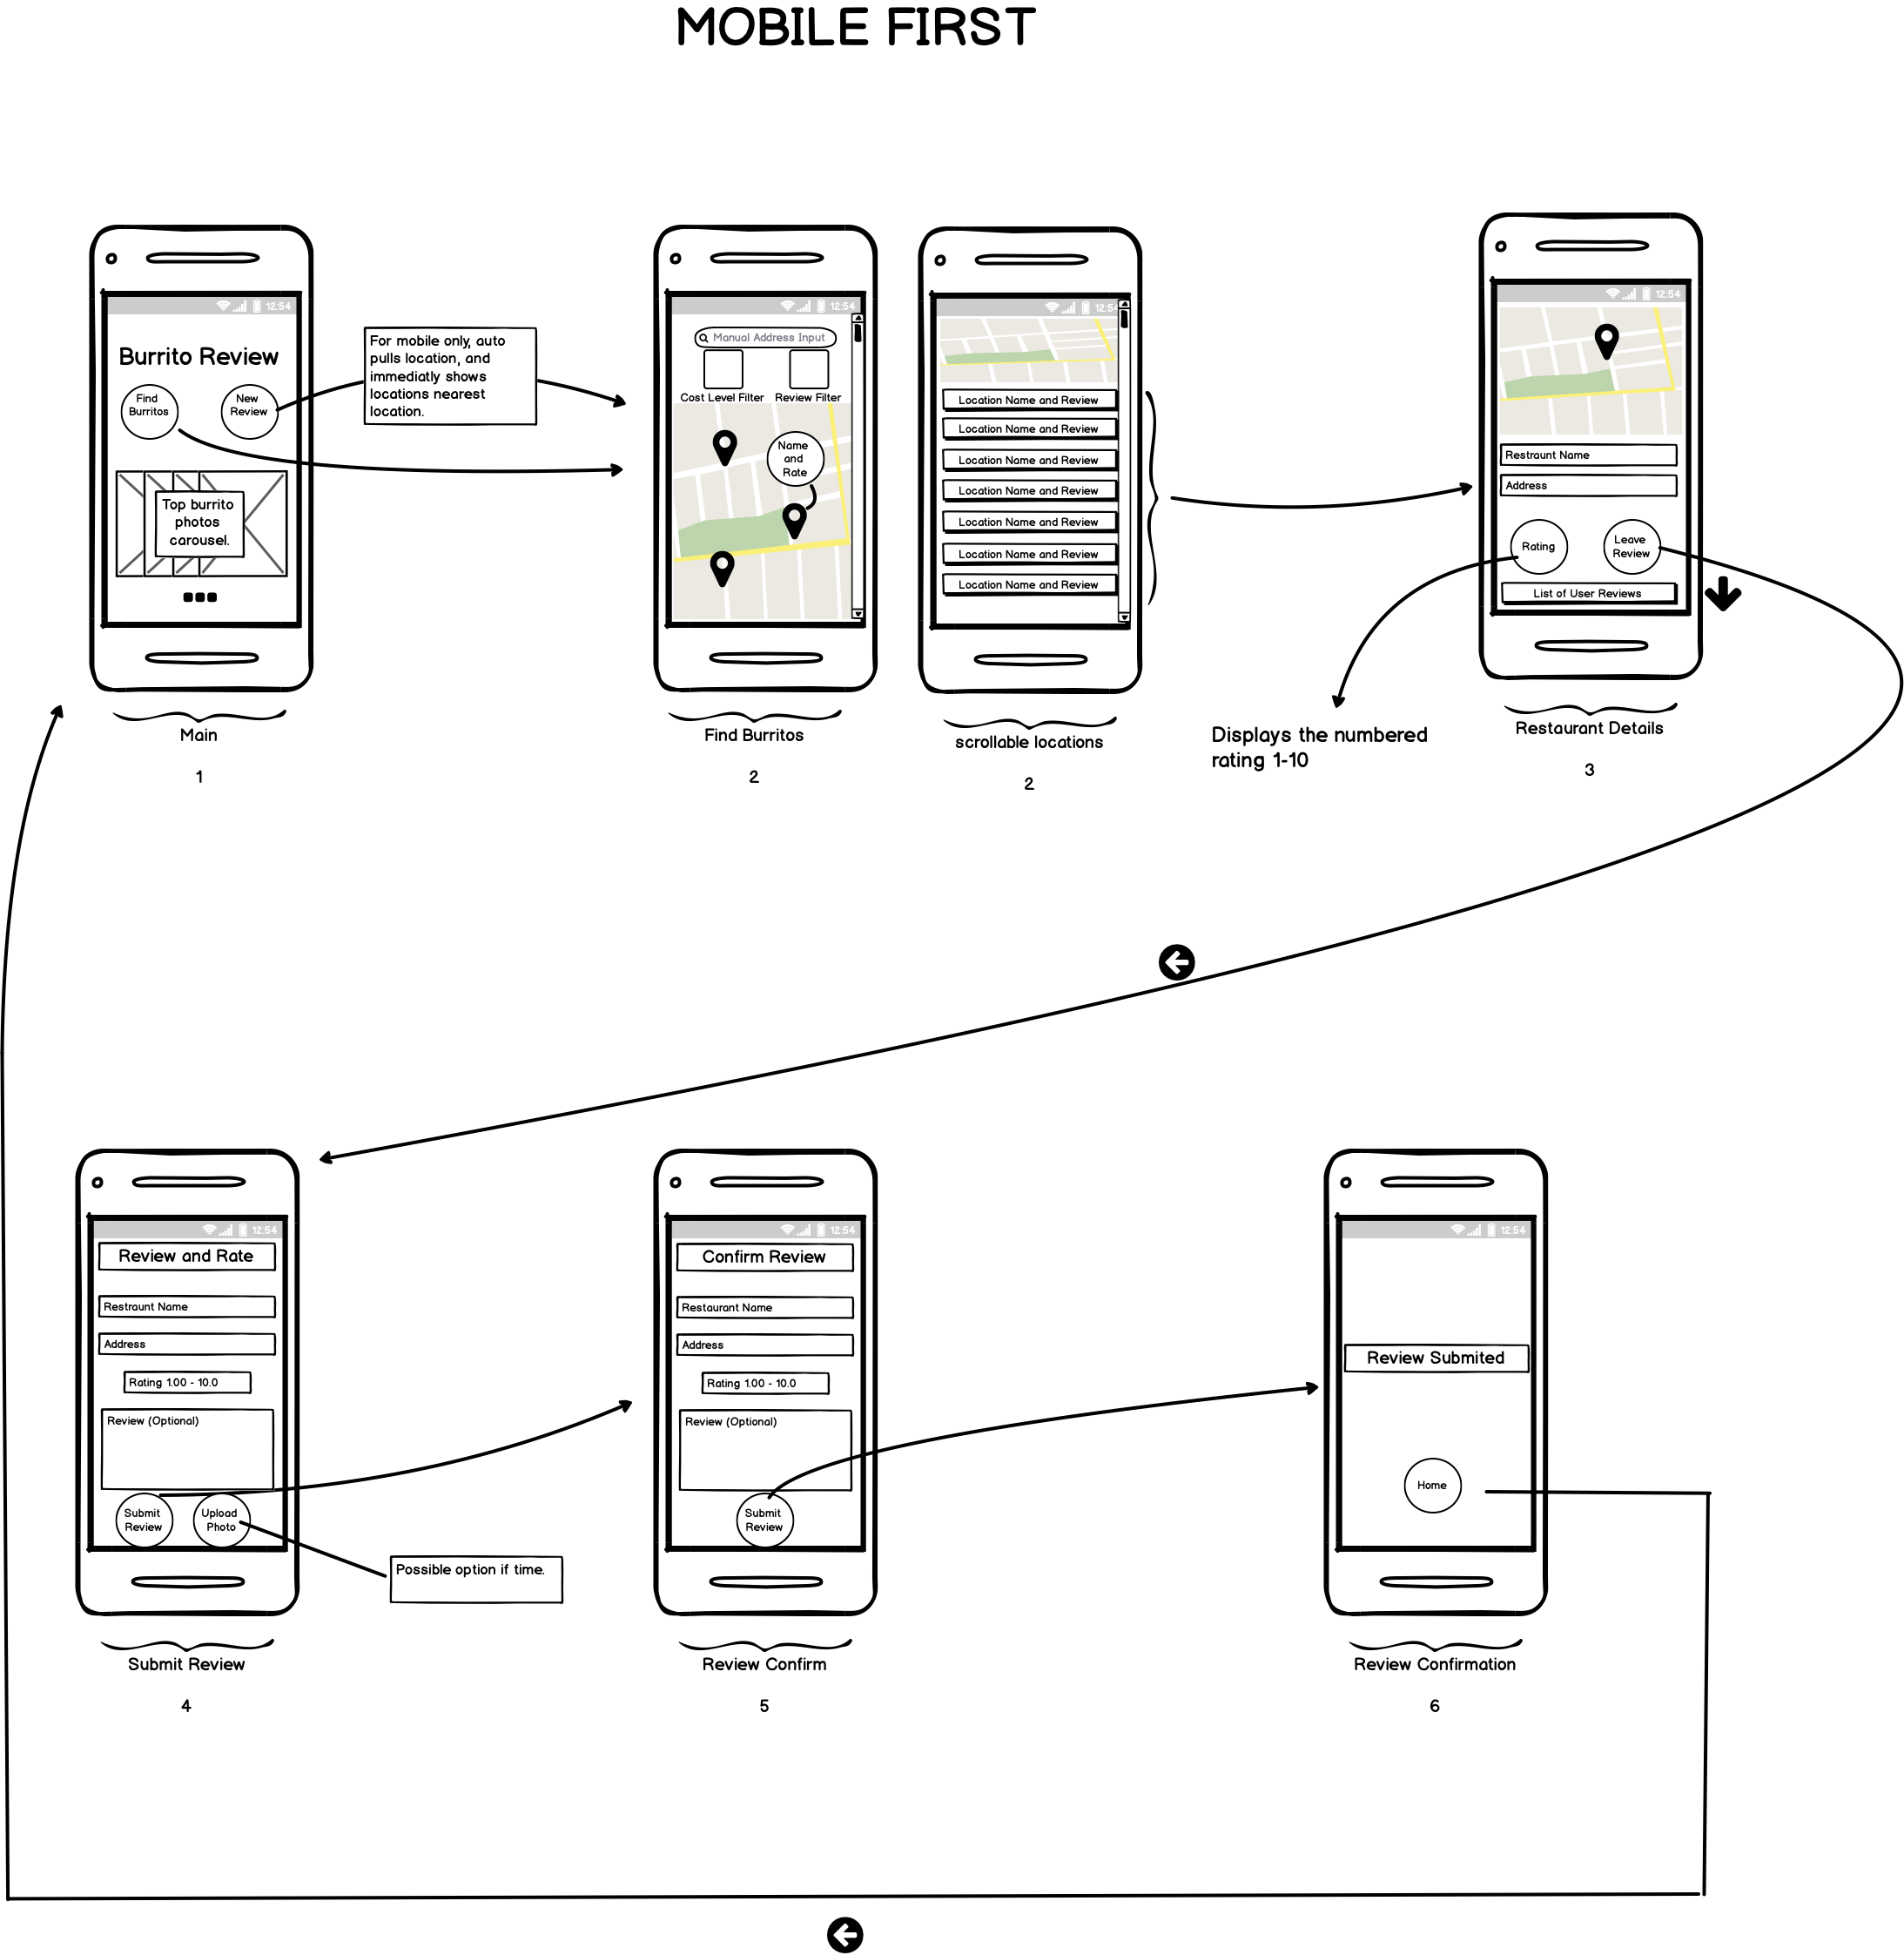 MOBILE FIRST
12:54
Burrito Review
Find
Burritos
New
Review
Top burrito
photos
carousel.
Main
1
For mobile only, auto
pulls location, and
immediatly shows
locations nearest
location.
12:54
Manual Address Input
Cost Level Filter
Review Filter
Name
and
Rate
Find Burritos
2
12:54
Location Name and Review
Location Name and Review
Location Name and Review
Location Name and Review
Location Name and Review
Location Name and Review
Location Name and Review
scrollable locations
2
12:54
Restraunt Name
Address
Rating
Leave
Review
List of User Reviews
Displays the numbered
rating 1-10
Restaurant Details
3
12:54
Review and Rate
Restraunt Name
Address
Rating 1.00 - 10.0
Review (Optional)
Submit
Review
Upload
Photo
Possible option if time.
Submit Review
4
12:54
Confirm Review
Restaurant Name
Address
Rating 1.00 - 10.0
Review (Optional)
Submit
Review
Review Confirm
5
12:54
Review Submited
Home
Review Confirmation
6